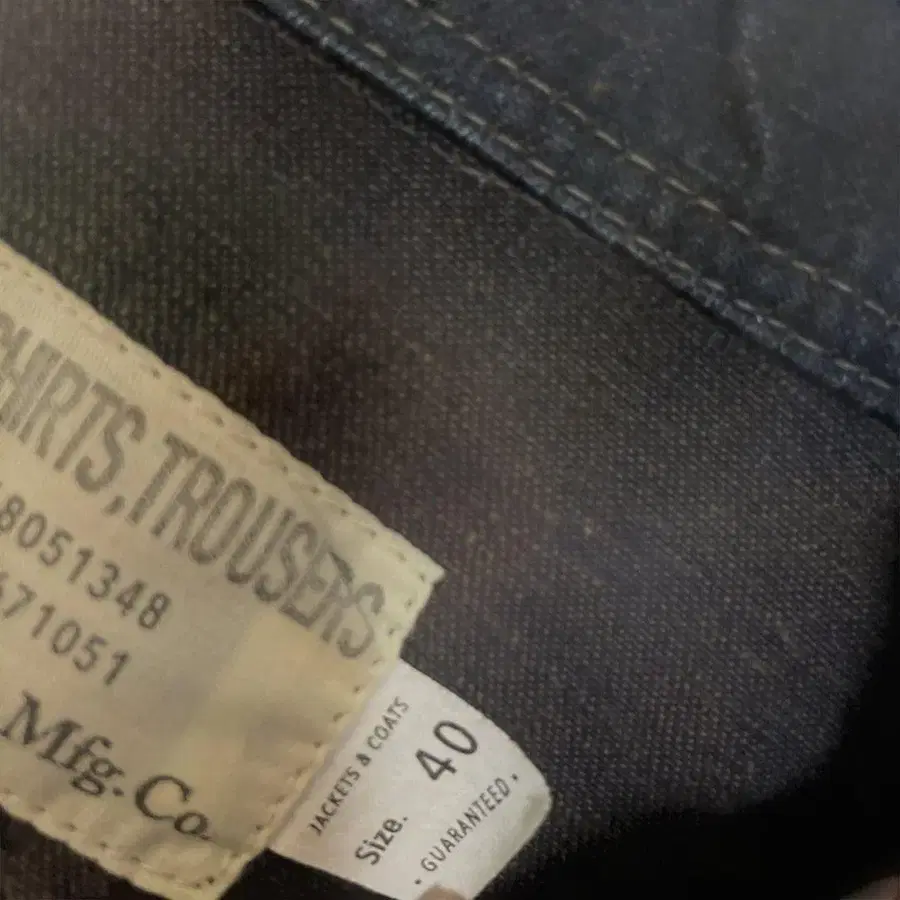 SHIRTS, TROUSERS
8051348
671051
Mfg. Co.
JACKETS & COATS
Size. 40
· GUARANTEED ·